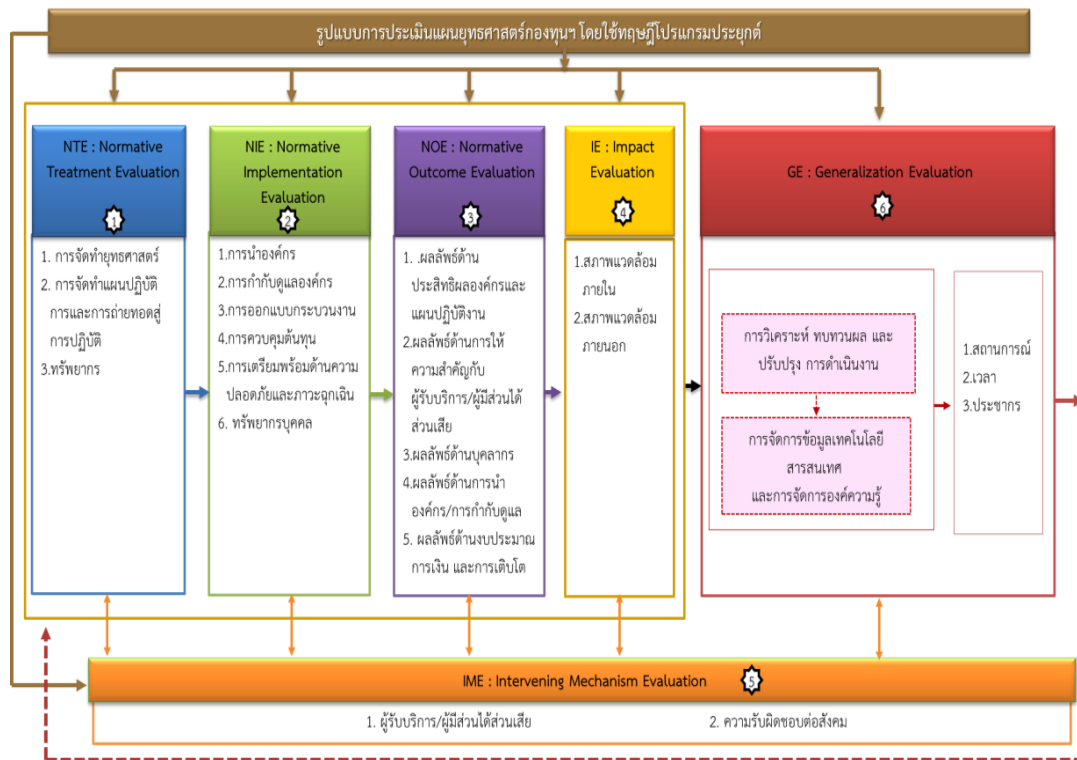 รูปแบบการประเมินแผนยุทธศาสตร์กองทุนฯ โดยใช้ทฤษฎีโปรแกรมประยุกต์
NTE : Normative
Treatment Evaluation
1
1. การจัดทำยุทธศาสตร์
2. การจัดทำแผนปฏิบัติ
การและการถ่ายทอดสู่
การปฏิบัติ
3.ทรัพยากร
NIE : Normative
Implementation
Evaluation
2
1.การนำองค์กร
2.การกำกับดูแลองค์กร
3.การออกแบบกระบวนงาน
4.การควบคุมต้นทุน
5.การเตรียมพร้อมด้านความ
ปลอดภัยและภาวะฉุกเฉิน
6. ทรัพยากรบุคคล
NOE : Normative
Outcome Evaluation
3
1. .ผลลัพธ์ด้าน
ประสิทธิผลองค์กรและ
แผนปฏิบัติงาน
2.ผลลัพธ์ด้านการให้
ความสำคัญกับ
ผู้รับบริการ/ผู้มีส่วนได้
ส่วนเสีย
3.ผลลัพธ์ด้านบุคลากร
4.ผลลัพธ์ด้านการนำ
องค์กร/การกำกับดูแล
5. ผลลัพธ์ด้านงบประมาณ
การเงิน และการเติบโต
IE : Impact
Evaluation
4
1.สภาพแวดล้อม
ภายใน
2.สภาพแวดล้อม
ภายนอก
GE : Generalization Evaluation
6
การวิเคราะห์ ทบทวนผล และ
ปรับปรุง การดำเนินงาน
การจัดการข้อมูลเทคโนโลยี
สารสนเทศ
และการจัดการองค์ความรู้
1.สถานการณ์
2.เวลา
3.ประชากร
IME : Intervening Mechanism Evaluation
5
1. ผู้รับบริการ/ผู้มีส่วนได้ส่วนเสีย
2. ความรับผิดชอบต่อสังคม